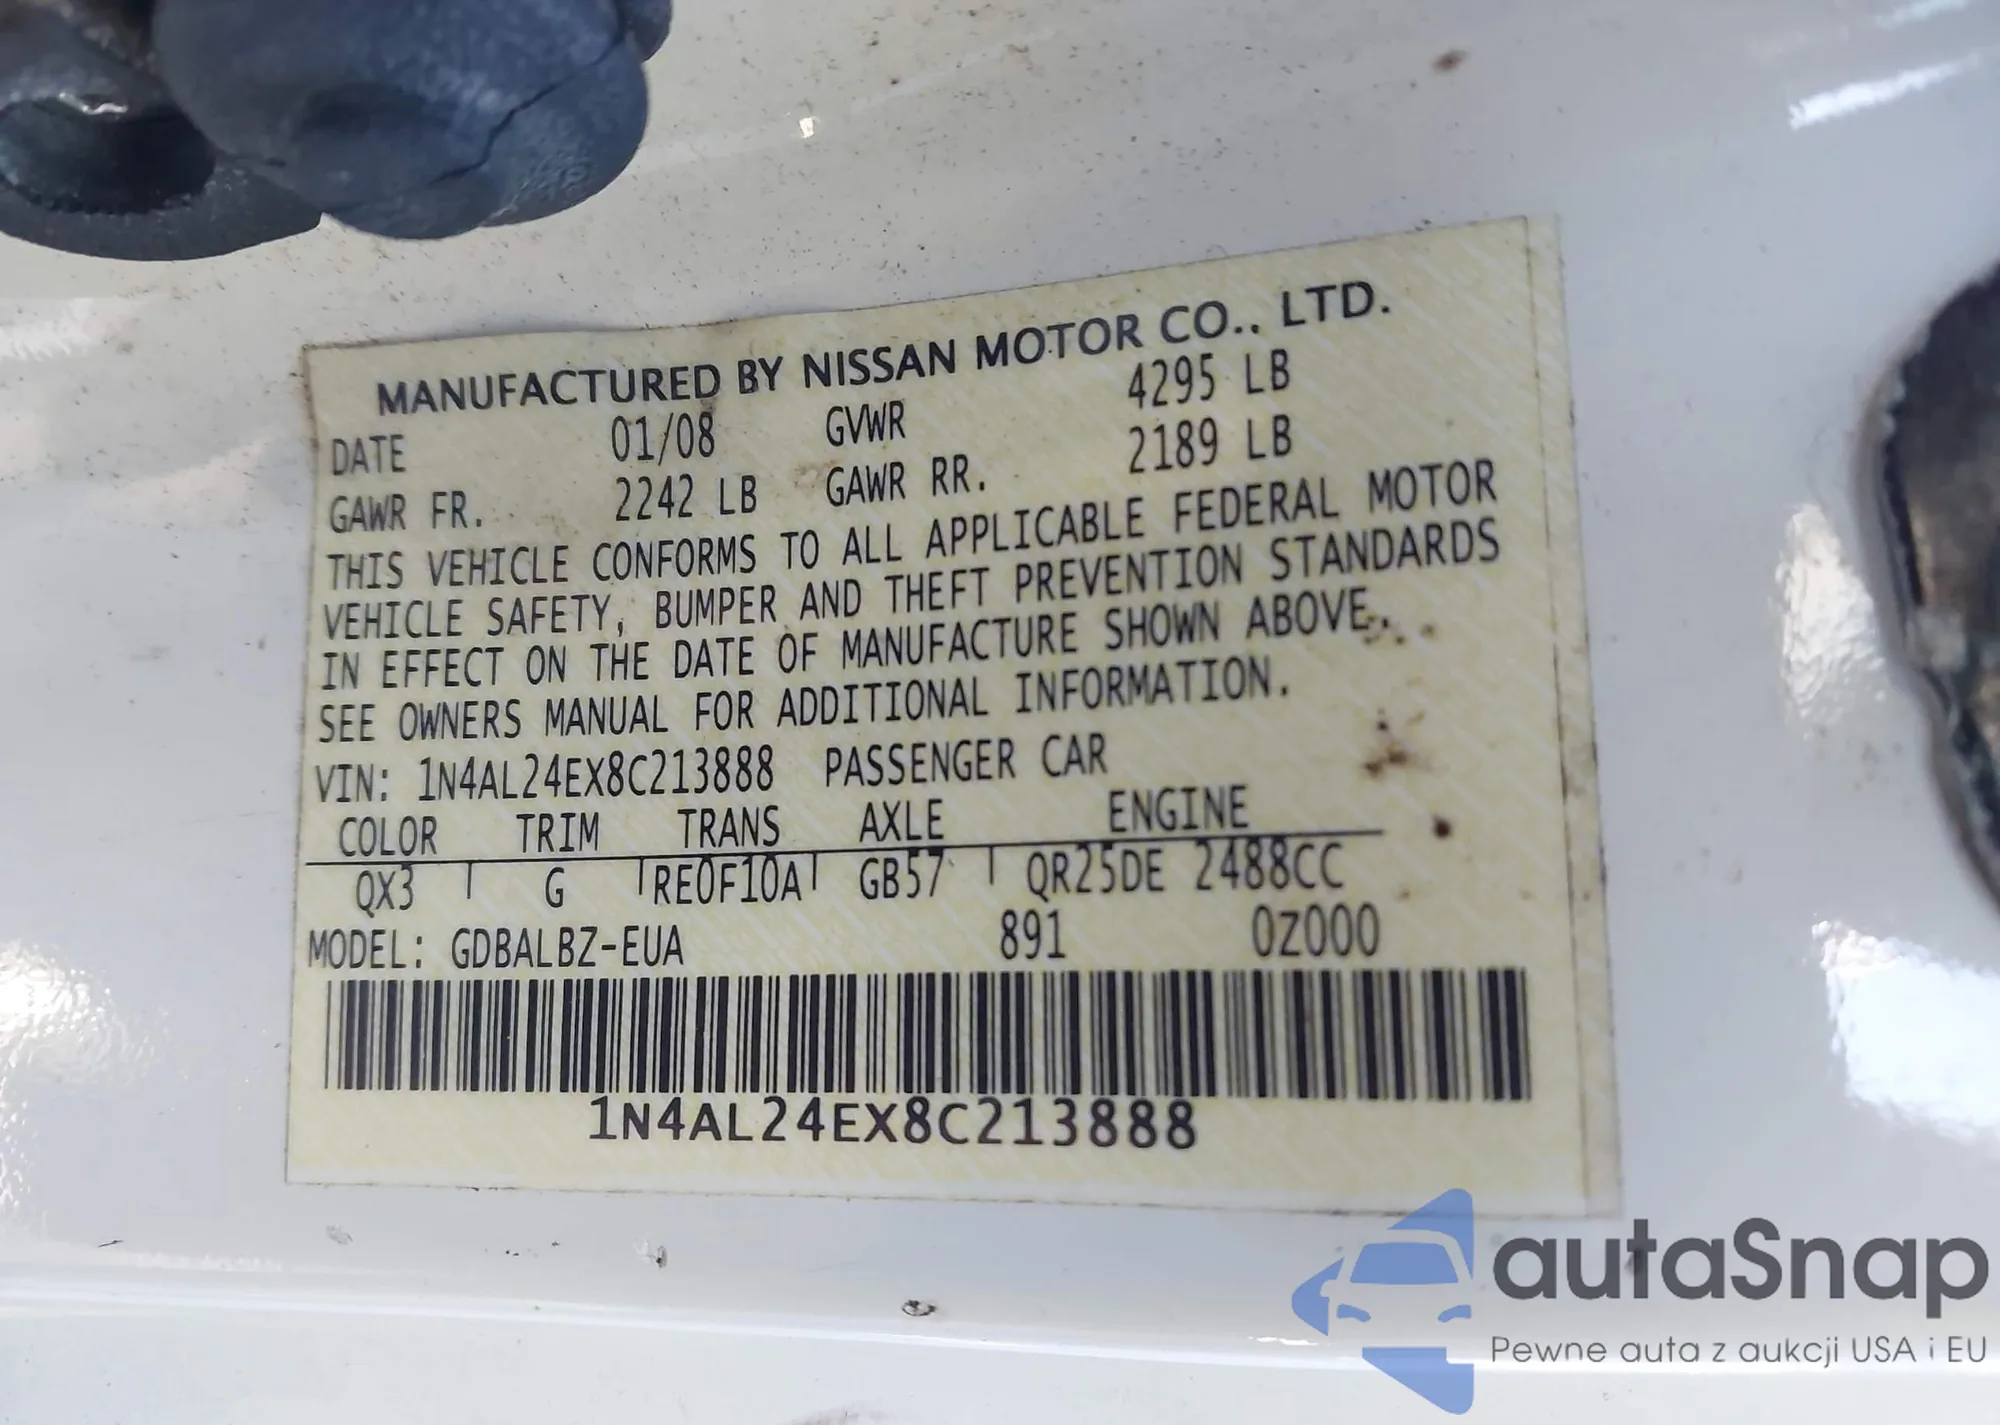 MANUFACTURED BY NISSAN MOTOR CO., LTD.
DATE 01/08 GVWR 4295 LB
GAWR FR. 2242 LB GAWR RR. 2189 LB
THIS VEHICLE CONFORMS TO ALL APPLICABLE FEDERAL MOTOR
VEHICLE SAFETY, BUMPER AND THEFT PREVENTION STANDARDS
IN EFFECT ON THE DATE OF MANUFACTURE SHOWN ABOVE.
SEE OWNERS MANUAL FOR ADDITIONAL INFORMATION.
VIN: 1N4AL24EX8C213888 PASSENGER CAR
COLOR TRIM TRANS AXLE ENGINE
QX3 G RE0F10A GB57 QR25DE 2488CC
MODEL: GDBALBZ-EUA 891 0Z000
1N4AL24EX8C213888
autaSnap
Pewne auta z aukcji USA i EU